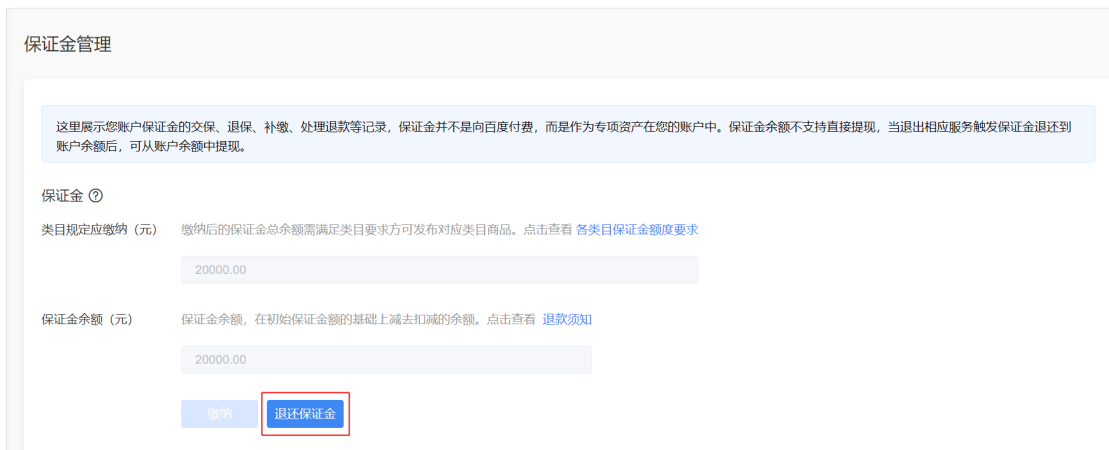 保证金管理
这里展示您账户保证金的交保、退保、补缴、处理退款等记录，保证金并不是向百度付费，而是作为专项资产在您的账户中。保证金余额不支持直接提现，当退出相应服务触发保证金退还到
账户余额后，可从账户余额中提现。
保证金 ?
类目规定应缴纳（元） 缴纳后的保证金总余额需满足类目要求方可发布对应类目商品。点击查看 各类目保证金额度要求
20000.00
保证金余额（元） 保证金余额，在初始保证金额的基础上减去扣减的余额。点击查看 退款须知
20000.00
缴纳 退还保证金